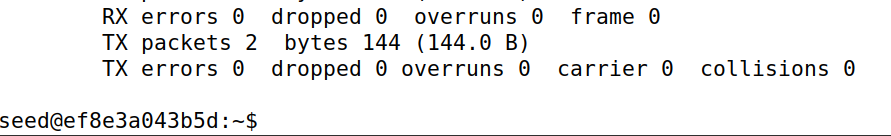 RX errors 0  dropped 0  overruns 0  frame 0
TX packets 2  bytes 144 (144.0 B)
TX errors 0  dropped 0 overruns 0  carrier 0  collisions 0
seed@ef8e3a043b5d:~$